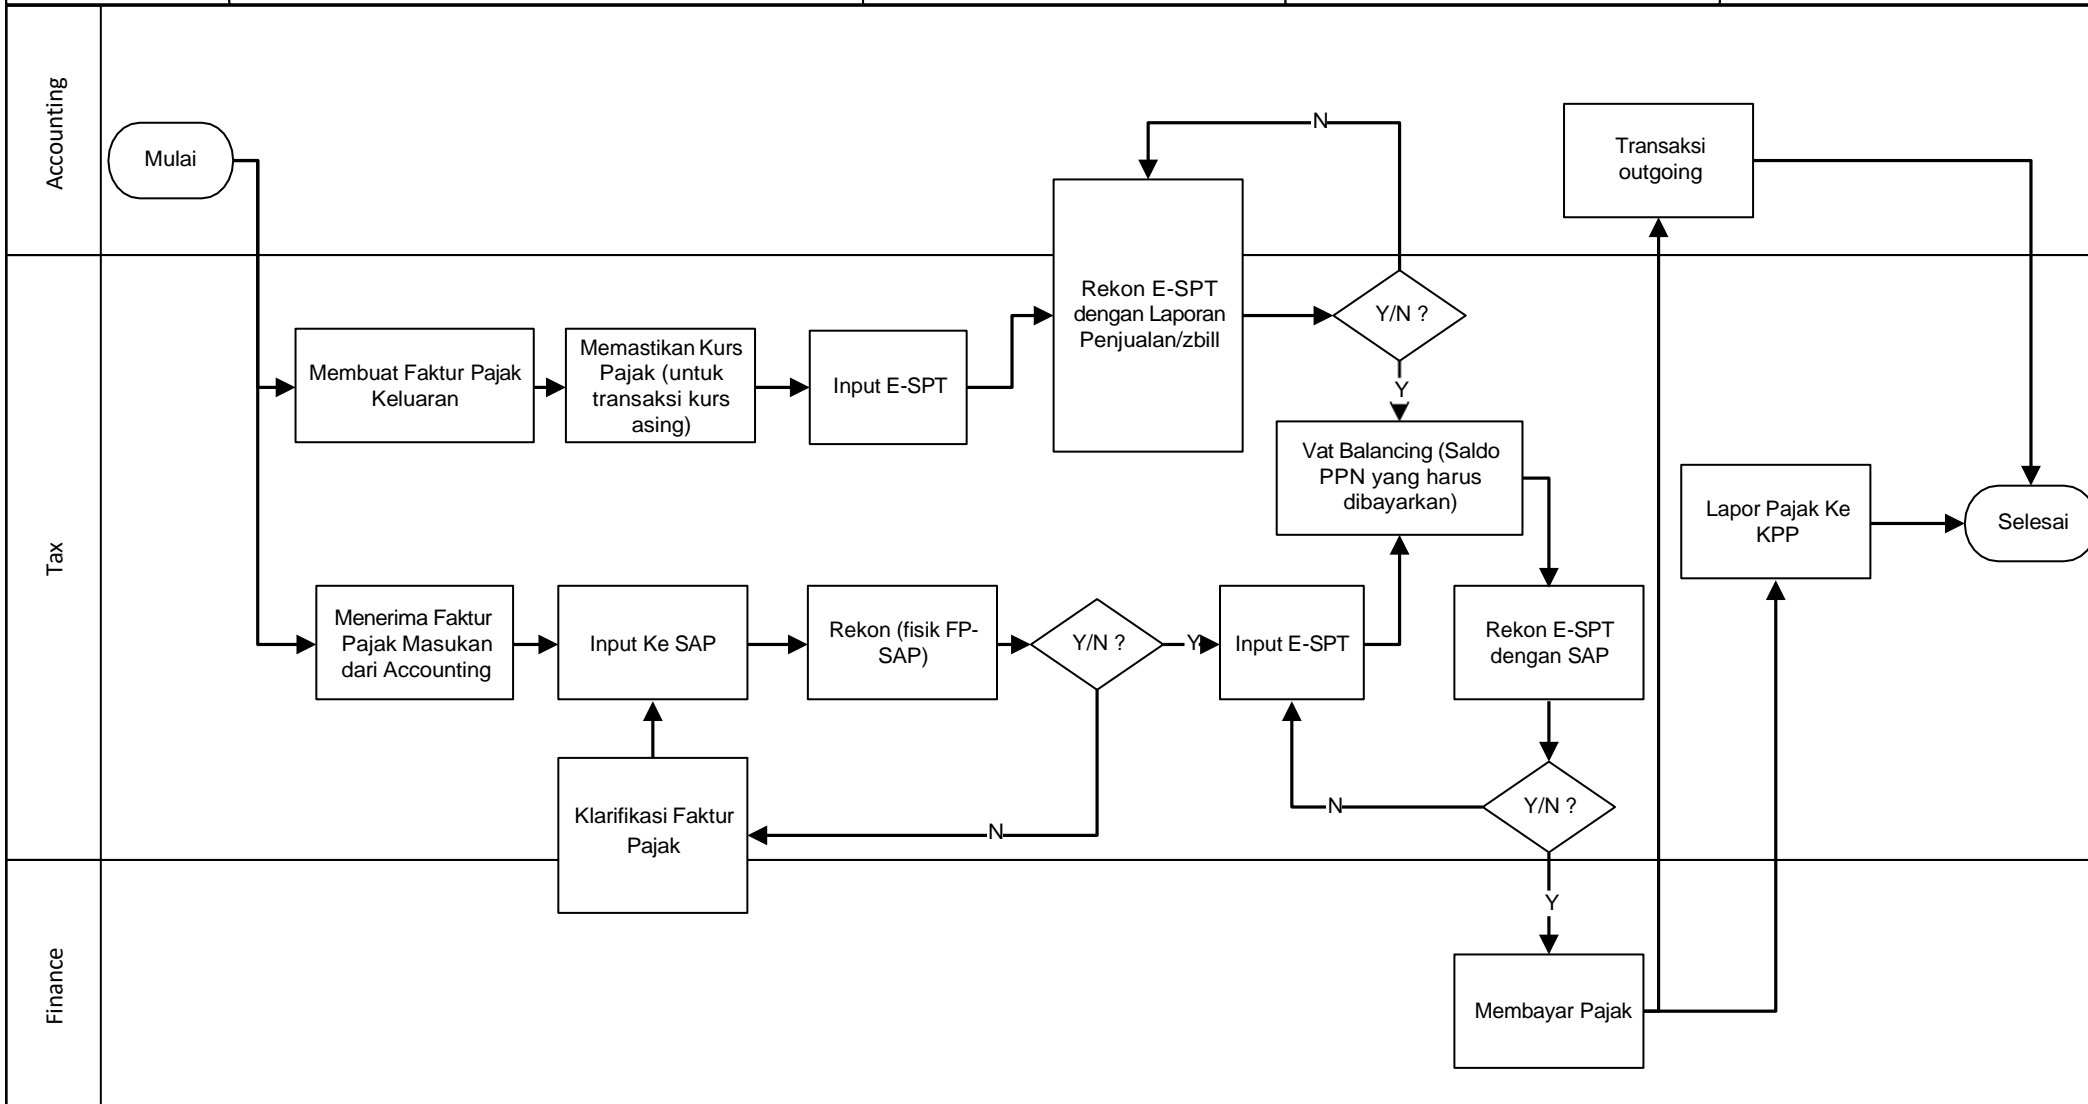 Accounting
Mulai
N
Transaksi
outgoing
Tax
Membuat Faktur Pajak
Keluaran
Memastikan Kurs
Pajak (untuk
transaksi kurs
asing)
Input E-SPT
Rekon E-SPT
dengan Laporan
Penjualan/zbill
Y/N ?
Y
Vat Balancing (Saldo
PPN yang harus
dibayarkan)
Lapor Pajak Ke
KPP
Selesai
Menerima Faktur
Pajak Masukan
dari Accounting
Input Ke SAP
Rekon (fisik FP-
SAP)
Y/N ?
Y
Input E-SPT
Rekon E-SPT
dengan SAP
Klarifikasi Faktur
Pajak
N
N
Y/N ?
Finance
Y
Membayar Pajak